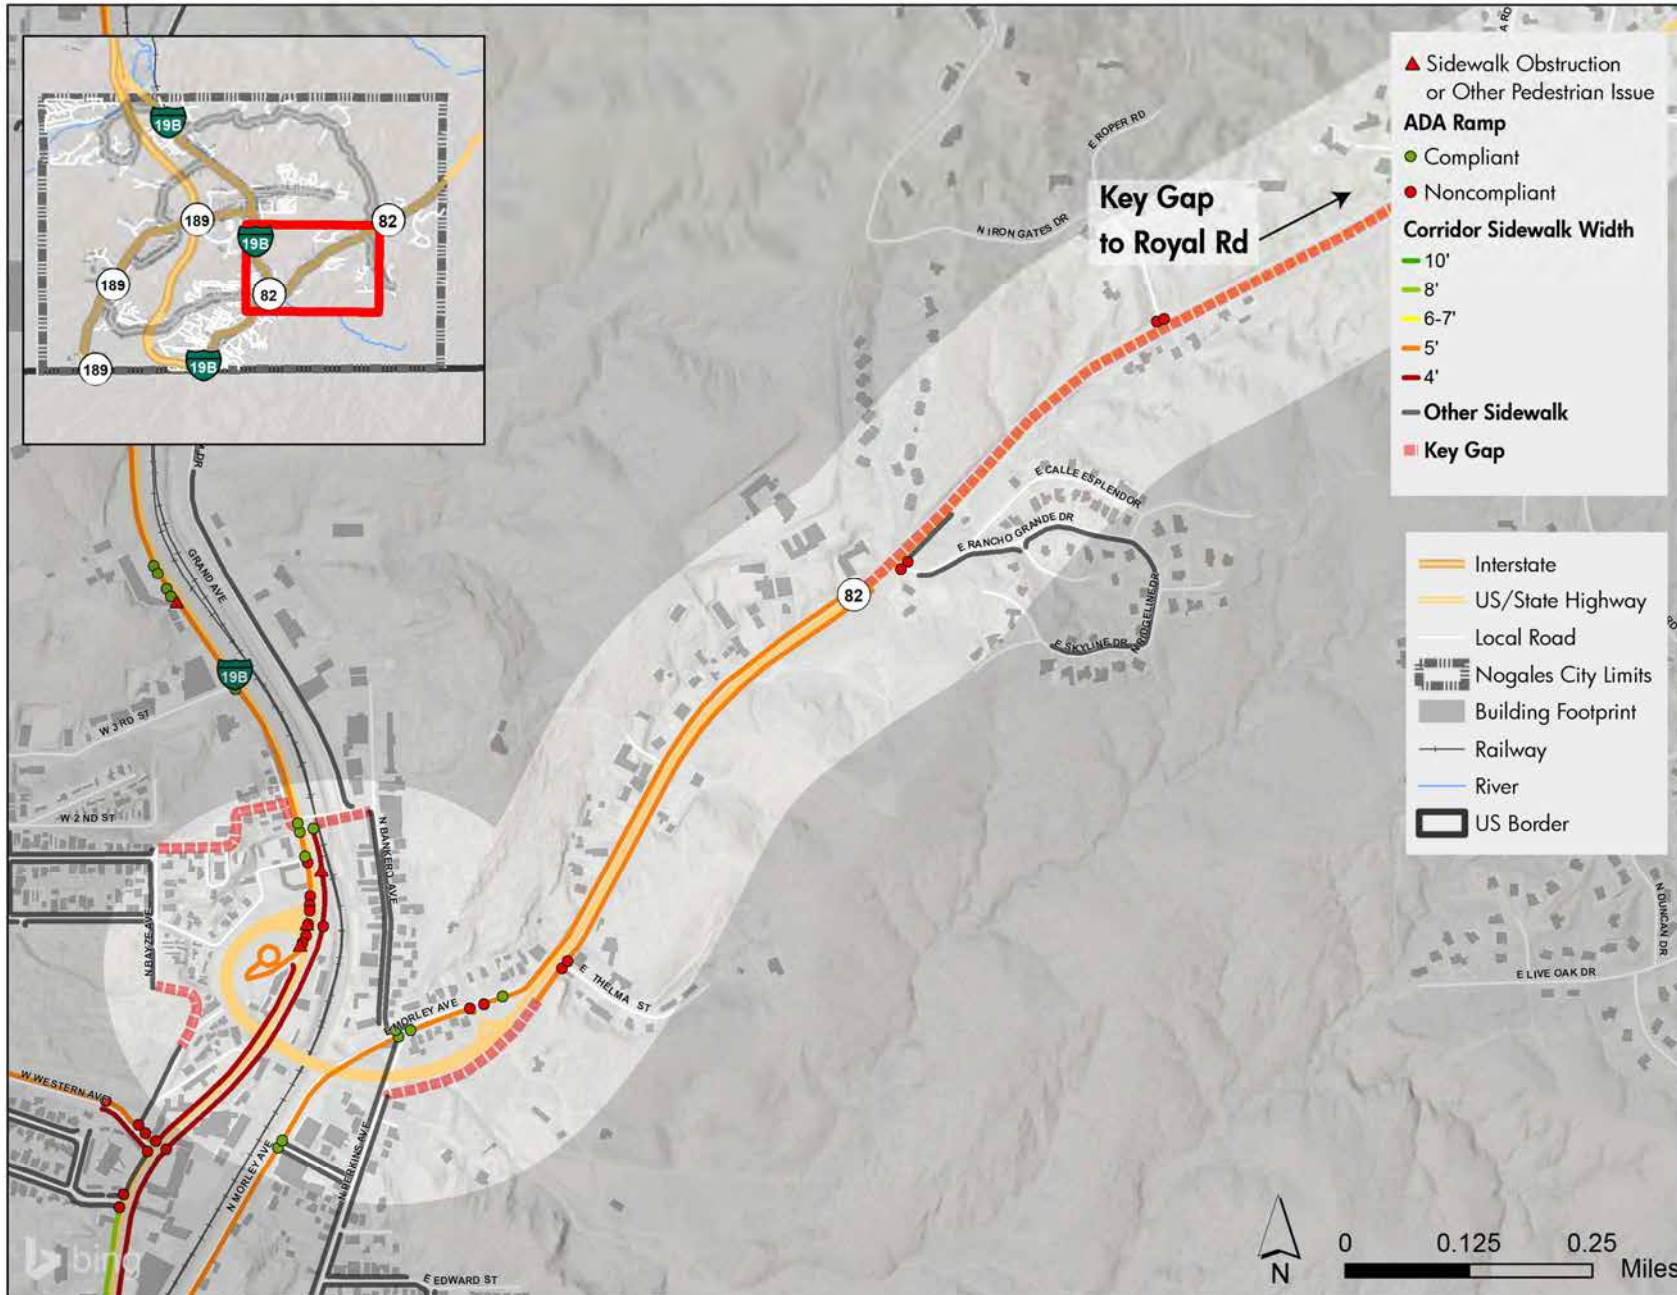 19B
189
82
19B
189
82
189
19B
Key Gap
to Royal Rd
E ROPER RD
N IRON GATES DR
A RD
Sidewalk Obstruction
or Other Pedestrian Issue
ADA Ramp
Compliant
Noncompliant
Corridor Sidewalk Width
10'
8'
6-7'
5'
4'
Other Sidewalk
Key Gap
Interstate
US/State Highway
Local Road
Nogales City Limits
Building Footprint
Railway
River
US Border
GRAND AVE
19B
W 3RD ST
W 2ND ST
N BAYZE AVE
N BANKERD AVE
W WESTERN AVE
E MORLEY AVE
N MORLEY AVE
N PERKINS AVE
E EDWARD ST
E THELMA ST
82
E CALLE ESPLENDOR
E RANCHO GRANDE DR
N RIDGELINE DR
E SKYLINE DR
N DUNCAN DR
E LIVE OAK DR
bing
N
0 0.125 0.25
Miles